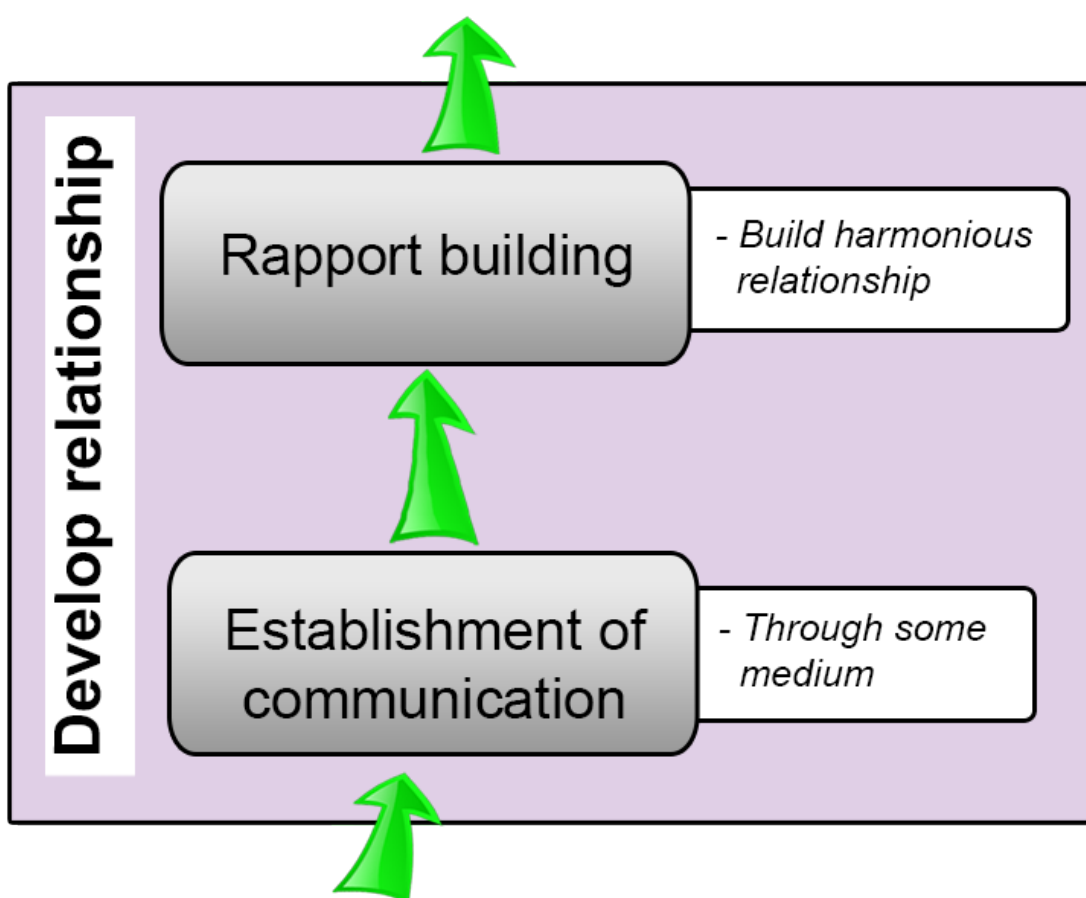 Develop relationship
Rapport building
- Build harmonious
relationship
Establishment of
communication
- Through some
medium